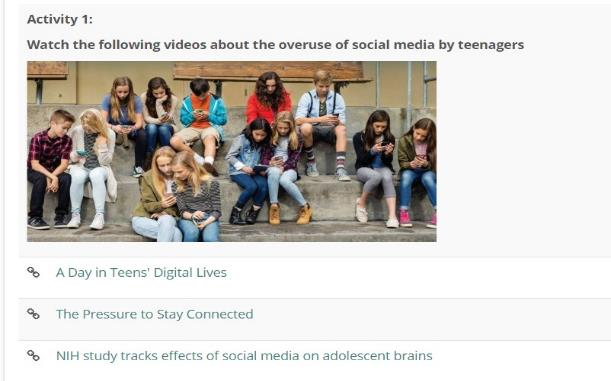 Activity 1:
Watch the following videos about the overuse of social media by teenagers
A Day in Teens' Digital Lives
The Pressure to Stay Connected
NIH study tracks effects of social media on adolescent brains